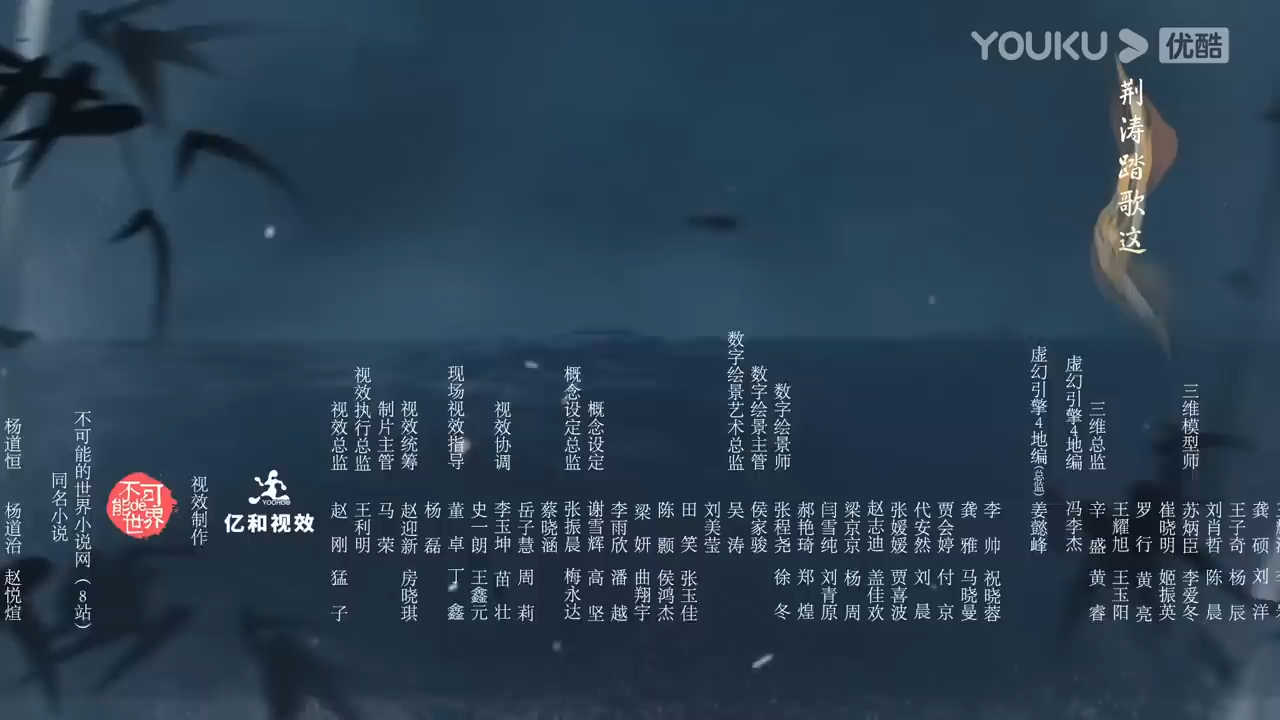 YOUKU 优酷
荆涛踏歌这
杨道恒 杨道治 赵悦煊
同名小说
不可能的世界小说网（8站）
不可能de世界
视效制作
YOOHOO
亿和视效
视效总监 赵刚 猛子
视效执行总监 王利明
制片主管 马荣
视效统筹 赵迎新 房晓琪
杨磊
现场视效指导 董卓 丁鑫
史一朗 王鑫元
视效协调 李玉坤 苗壮
岳子慧 周莉
蔡晓涵
概念设定总监 张振晨 梅永达
概念设定 谢雪辉 高坚
李雨欣 潘越
梁妍 曲翔宇
陈颢 侯鸿杰
田笑 张玉佳
刘美莹
数字绘景艺术总监 吴涛
数字绘景主管 侯家骏
数字绘景师 张程尧 徐冬
郝艳琦 郑煌
闫雪纯 刘青原
梁京京 杨周
赵志迪 盖佳欢
张媛媛 贾喜波
代安然 刘晨
贾会婷 付京
龚雅 马晓曼
李帅 祝晓蓉
虚幻引擎4地编（总监） 姜懿峰
虚幻引擎4地编 冯李杰
三维总监 辛盛 黄睿
王耀旭 王玉阳
罗行 黄亮
崔晓明 姬振英
三维模型师 苏炳臣 李爱冬
刘肖哲 陈晨
王子奇 杨辰
龚硕 刘洋